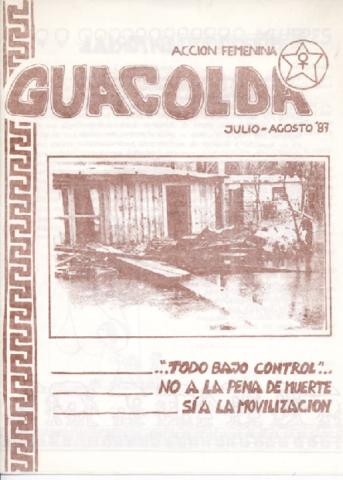 ACCION FEMENINA
GUACOLDA
JULIO-AGOSTO '87
..."TODO BAJO CONTROL"...
NO A LA PENA DE MUERTE
SÍ A LA MOVILIZACION